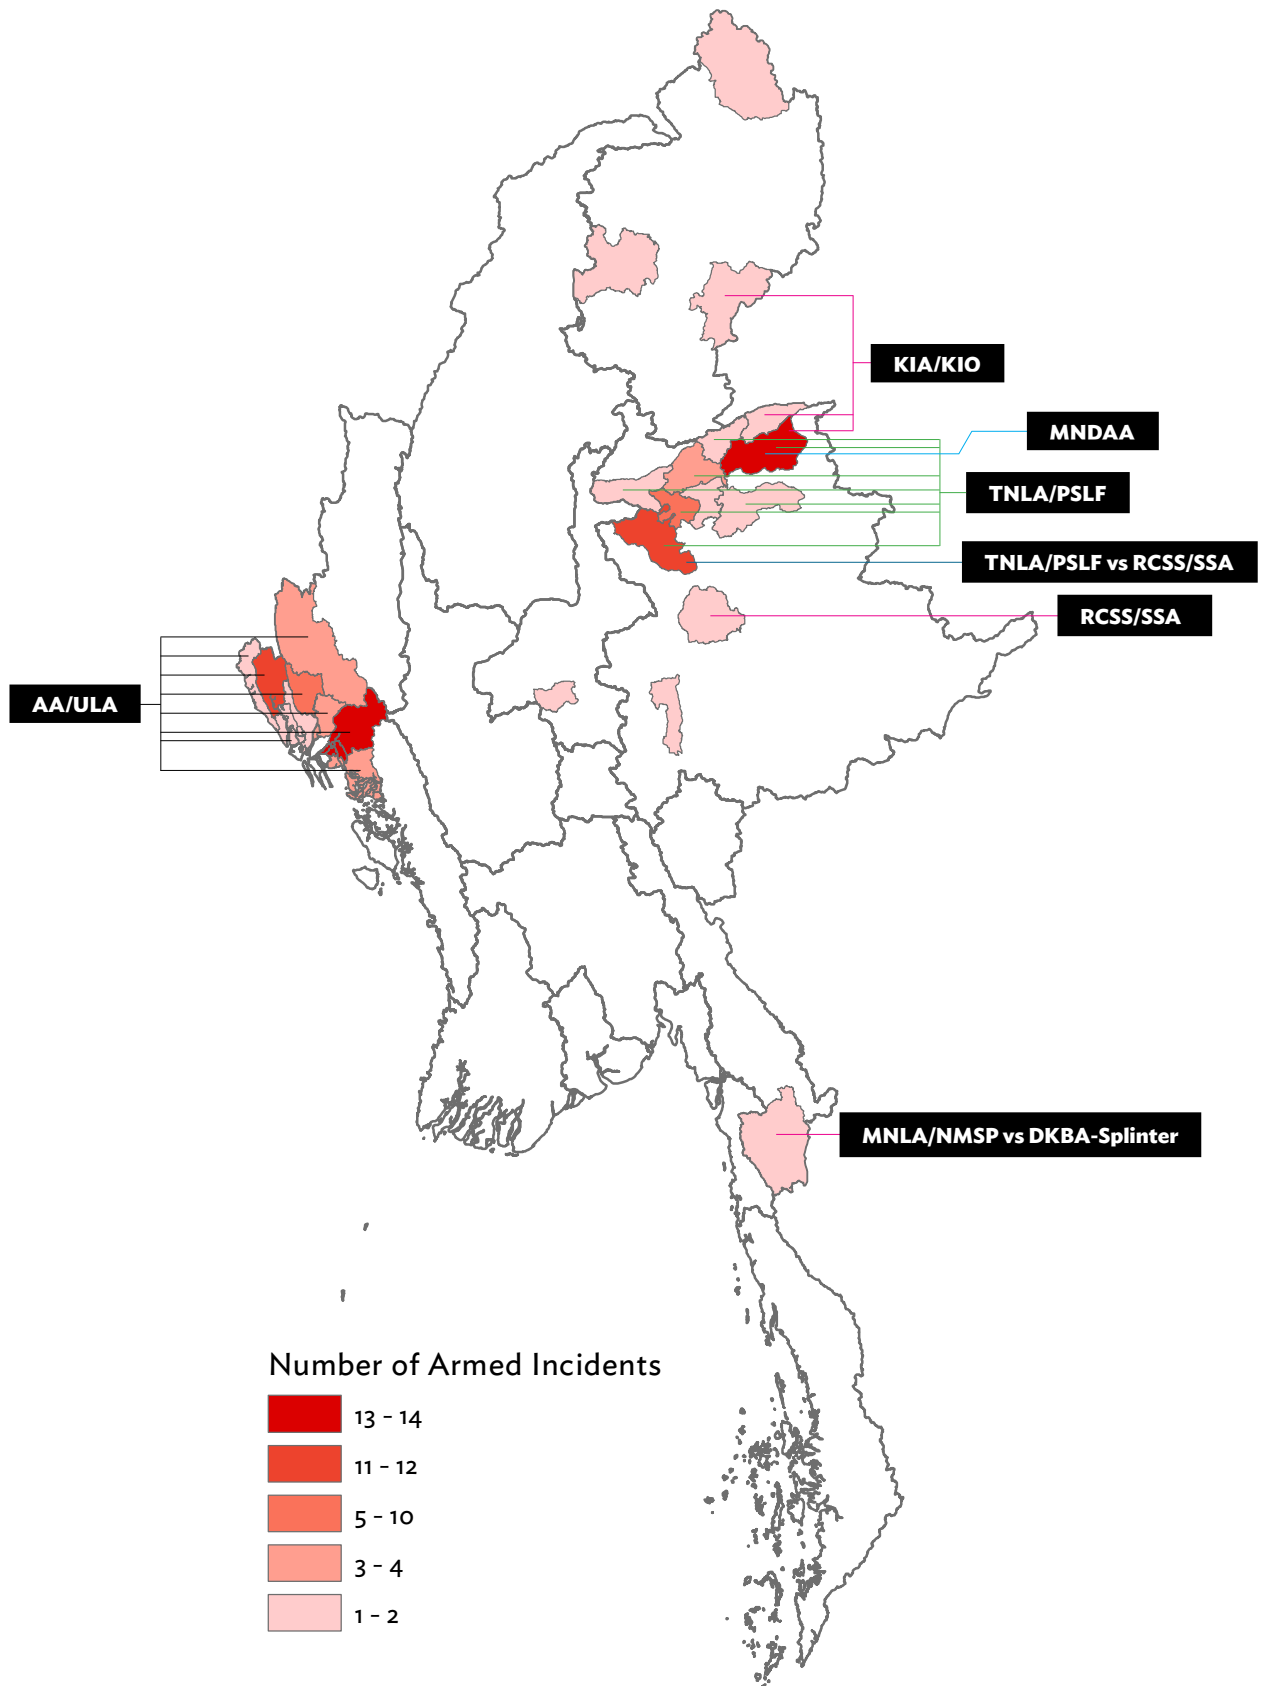 KIA/KIO
MNDAA
TNLA/PSLF
TNLA/PSLF vs RCSS/SSA
RCSS/SSA
AA/ULA
MNLA/NMSP vs DKBA-Splinter
Number of Armed Incidents
13 - 14
11 - 12
5 - 10
3 - 4
1 - 2